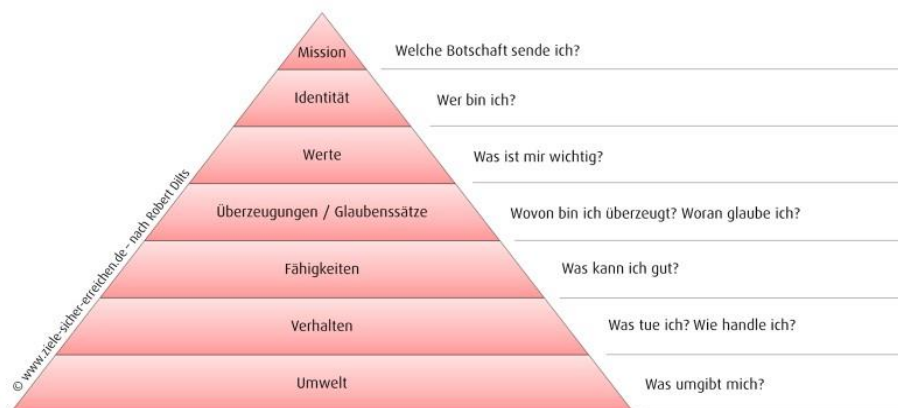 Mission
Welche Botschaft sende ich?
Identität
Wer bin ich?
Werte
Was ist mir wichtig?
Überzeugungen / Glaubenssätze
Wovon bin ich überzeugt? Woran glaube ich?
Fähigkeiten
Was kann ich gut?
Verhalten
Was tue ich? Wie handle ich?
Umwelt
Was umgibt mich?
© www.ziele-sicher-erreichen.de – nach Robert Dilts